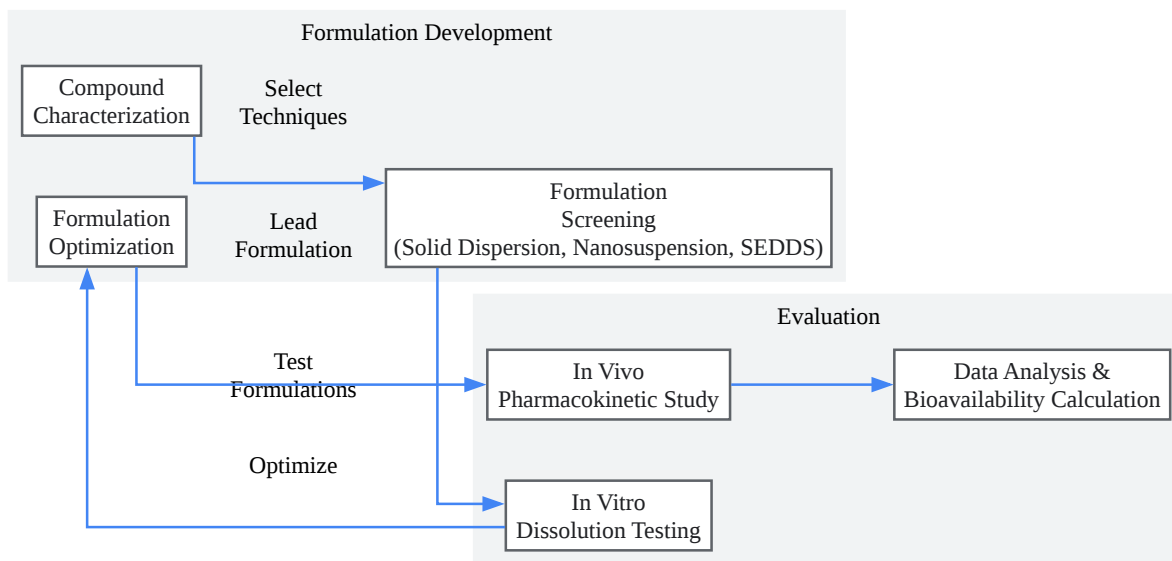 Formulation Development
Compound
Characterization
Select
Techniques
Formulation
Screening
(Solid Dispersion, Nanosuspension, SEDDS)
Formulation
Optimization
Lead
Formulation
Evaluation
Test
Formulations
In Vivo
Pharmacokinetic Study
Data Analysis &
Bioavailability Calculation
Optimize
In Vitro
Dissolution Testing